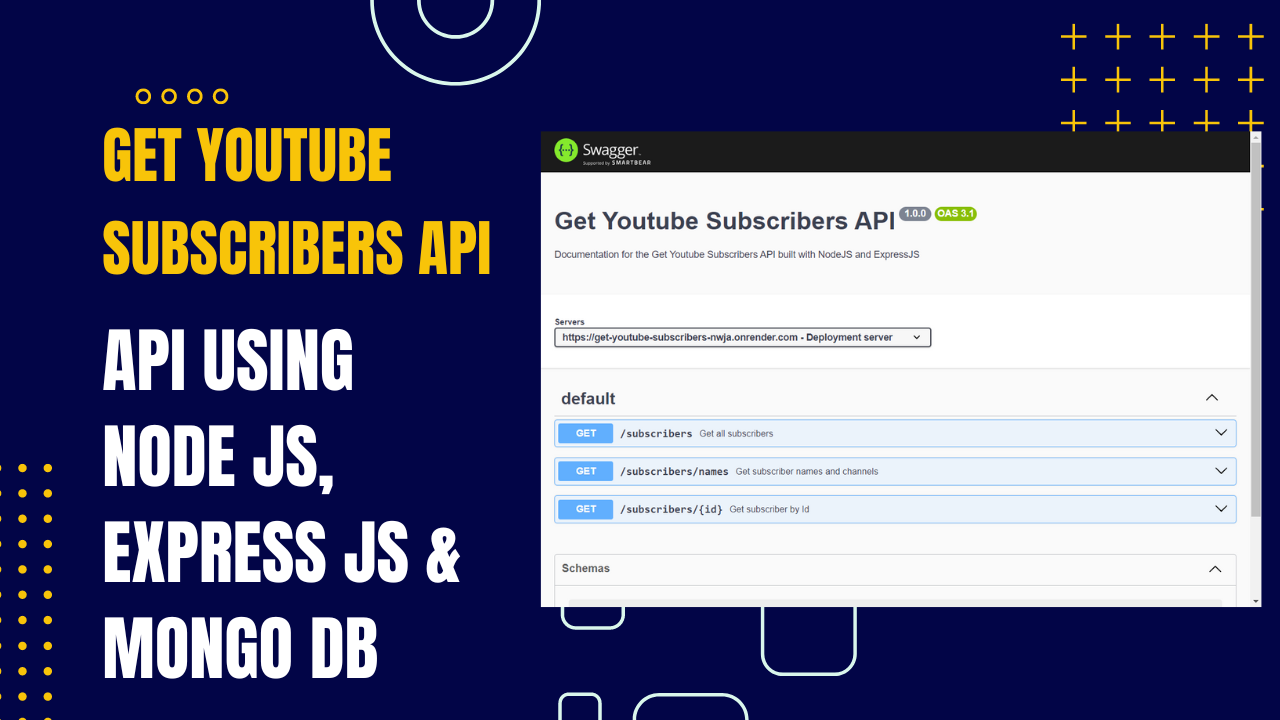 GET YOUTUBE
SUBSCRIBERS API
API USING
NODE JS,
EXPRESS JS &
MONGO DB
{···} Swagger.
Supported by SMARTBEAR
Get Youtube Subscribers API 1.0.0 OAS 3.1
Documentation for the Get Youtube Subscribers API built with NodeJS and ExpressJS
Servers
https://get-youtube-subscribers-nwja.onrender.com - Deployment server
default
GET /subscribers Get all subscribers
GET /subscribers/names Get subscriber names and channels
GET /subscribers/{id} Get subscriber by Id
Schemas